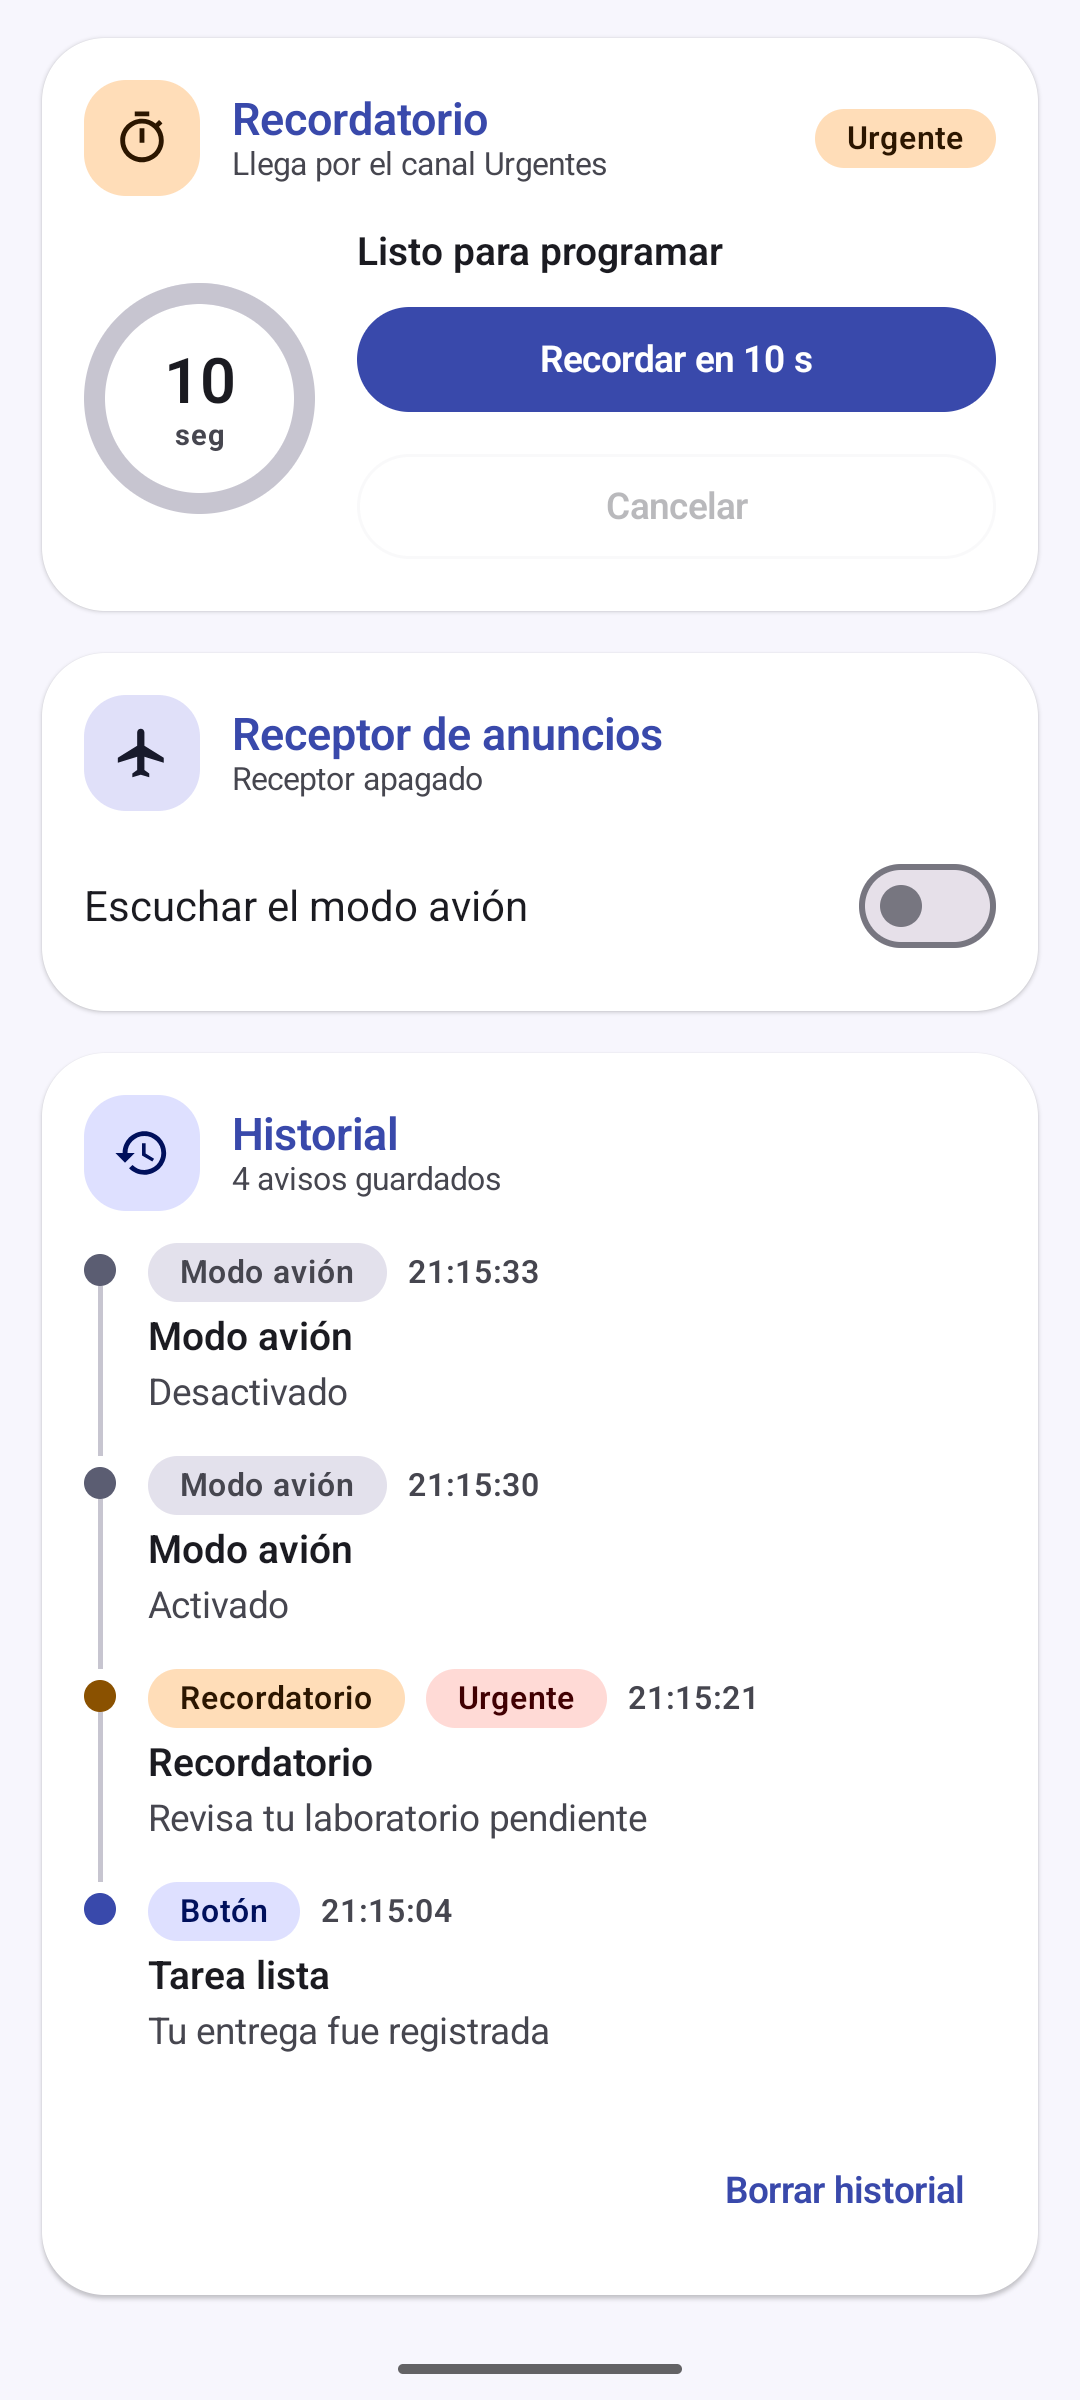 Recordatorio
Llega por el canal Urgentes
Urgente
Listo para programar
10
seg
Recordar en 10 s
Cancelar
Receptor de anuncios
Receptor apagado
Escuchar el modo avión
Historial
4 avisos guardados
Modo avión 21:15:33
Modo avión
Desactivado
Modo avión 21:15:30
Modo avión
Activado
Recordatorio Urgente 21:15:21
Recordatorio
Revisa tu laboratorio pendiente
Botón 21:15:04
Tarea lista
Tu entrega fue registrada
Borrar historial